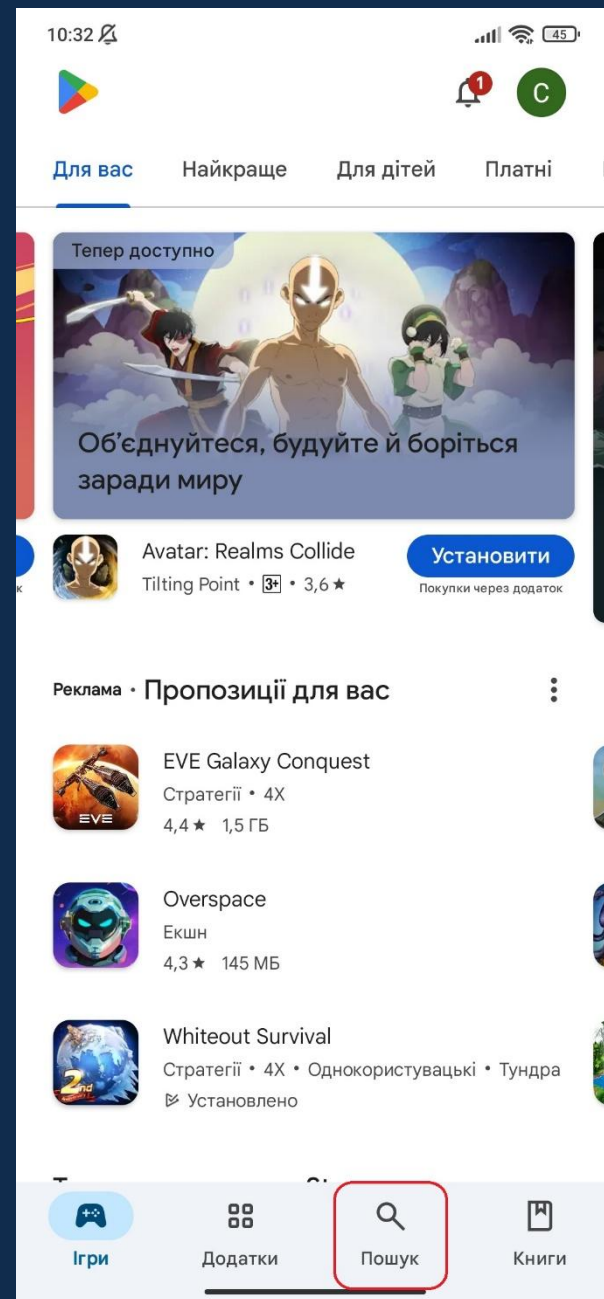 10:32 45
1 C
Для вас Найкраще Для дітей Платні
Тепер доступно
Об’єднуйтеся, будуйте й боріться
заради миру
Avatar: Realms Collide
Установити
Tilting Point • 3+ • 3,6 ★
Покупки через додаток
Реклама • Пропозиції для вас
EVE Galaxy Conquest
Стратегії • 4X
4,4 ★ 1,5 ГБ
EVE
Overspace
Екшн
4,3 ★ 145 МБ
Whiteout Survival
Стратегії • 4X • Однокористувацькі • Тундра
Установлено
2nd
Ігри Додатки Пошук Книги